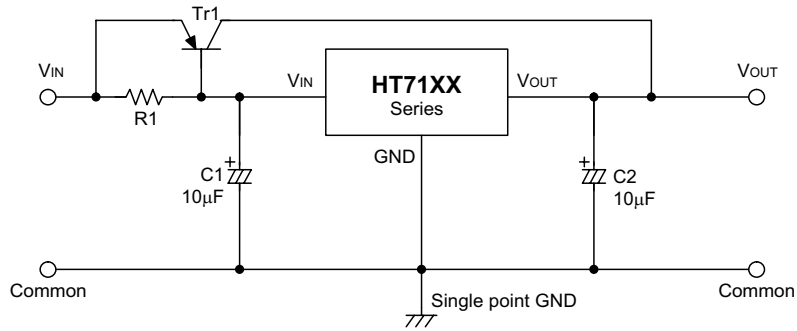 Tr1
VIN
R1
VIN
HT71XX
Series
VOUT
VOUT
GND
+
C1
10μF
+
C2
10μF
Common
Single point GND
Common